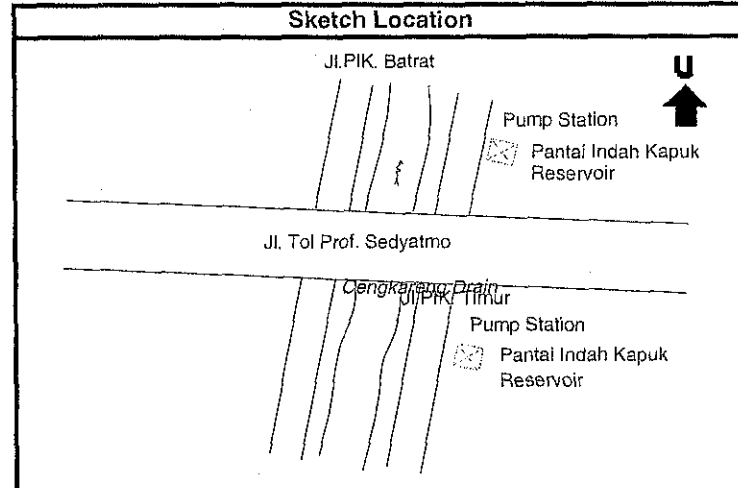 Sketch Location
Jl.PIK. Batrat
U
Pump Station
Pantai Indah Kapuk
Reservoir
Jl. Tol Prof. Sedyatmo
Cengkareng Drain
Jl.PIK. Timur
Pump Station
Pantai Indah Kapuk
Reservoir